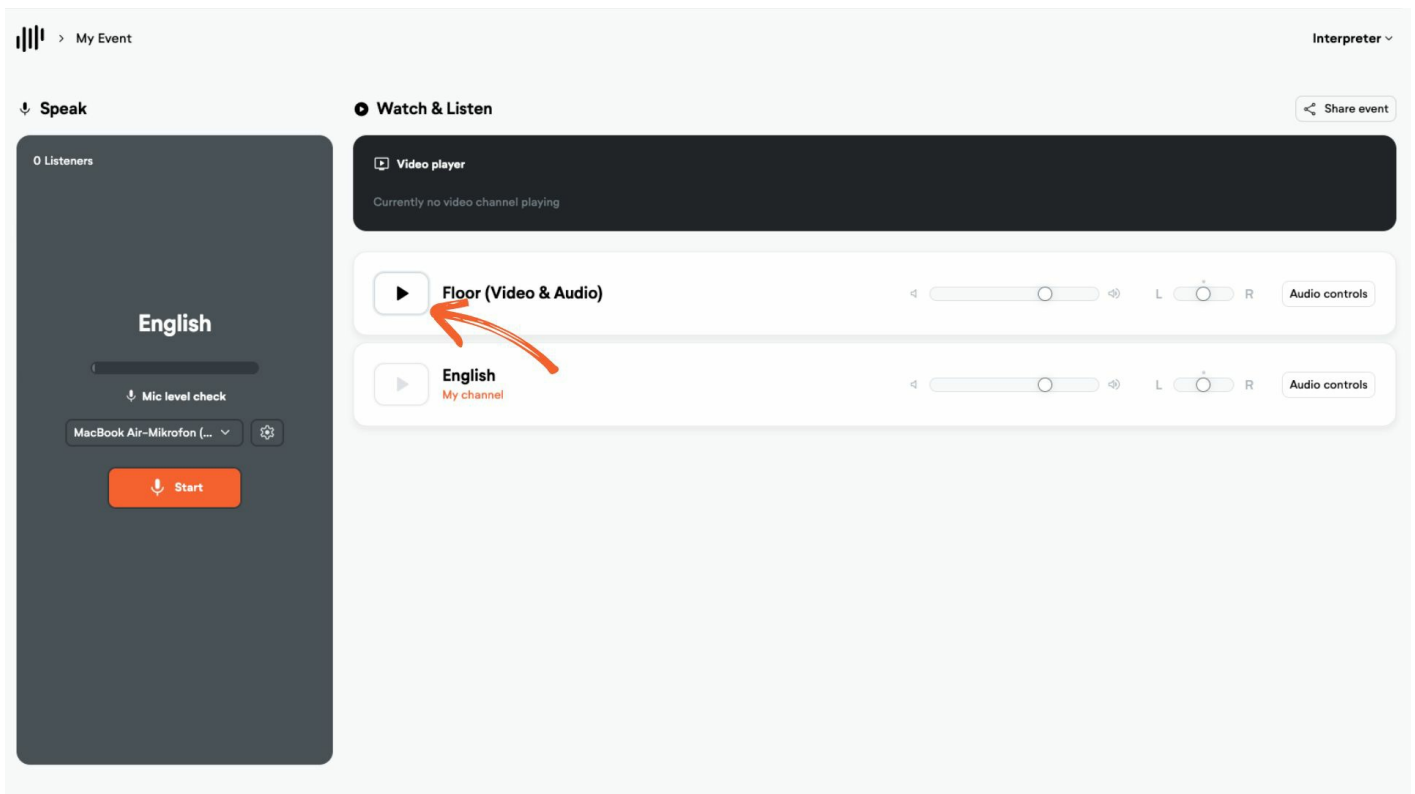 My Event
Interpreter
Speak
Watch & Listen
Share event
0 Listeners
English
Mic level check
MacBook Air-Mikrofon (...
Start
Video player
Currently no video channel playing
Floor (Video & Audio)
L
R
Audio controls
English
My channel
L
R
Audio controls